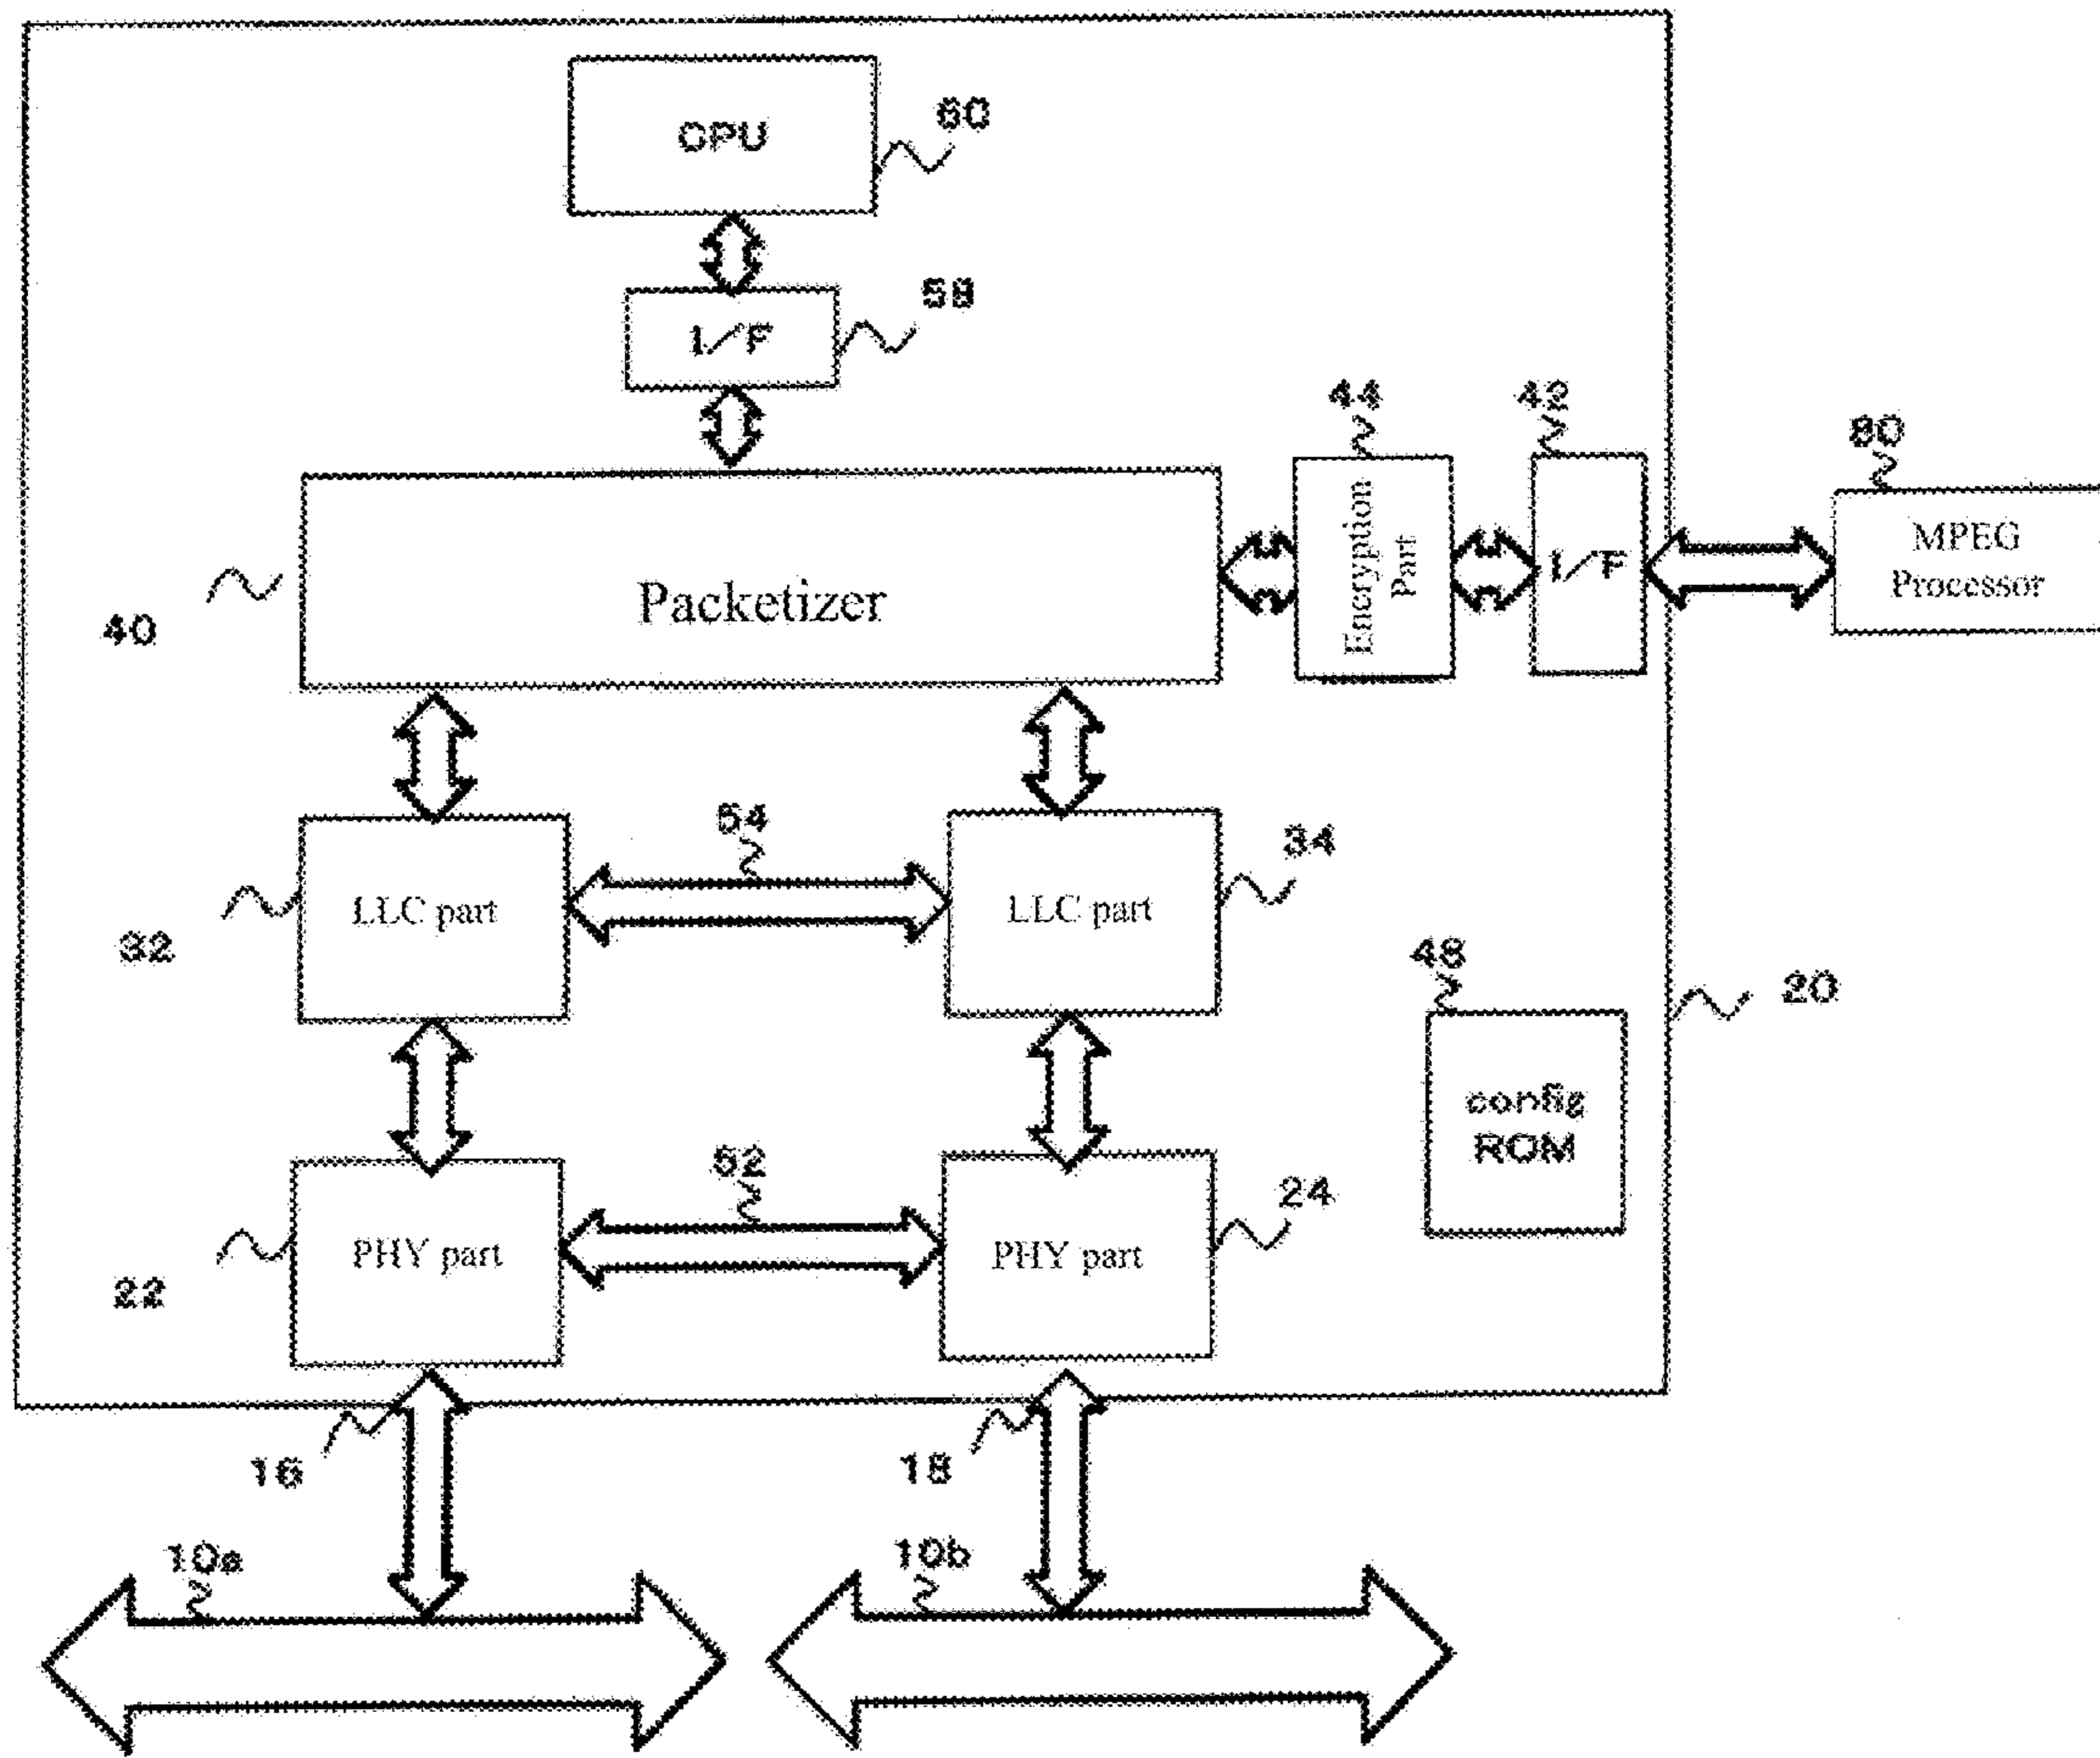 CPU
60
I/F
58
44
42
80
Encryption
Part
I/F
MPEG
Processor
Packetizer
40
54
34
LLC part
LLC part
32
48
20
config
ROM
52
24
PHY part
PHY part
22
16
18
10a
10b